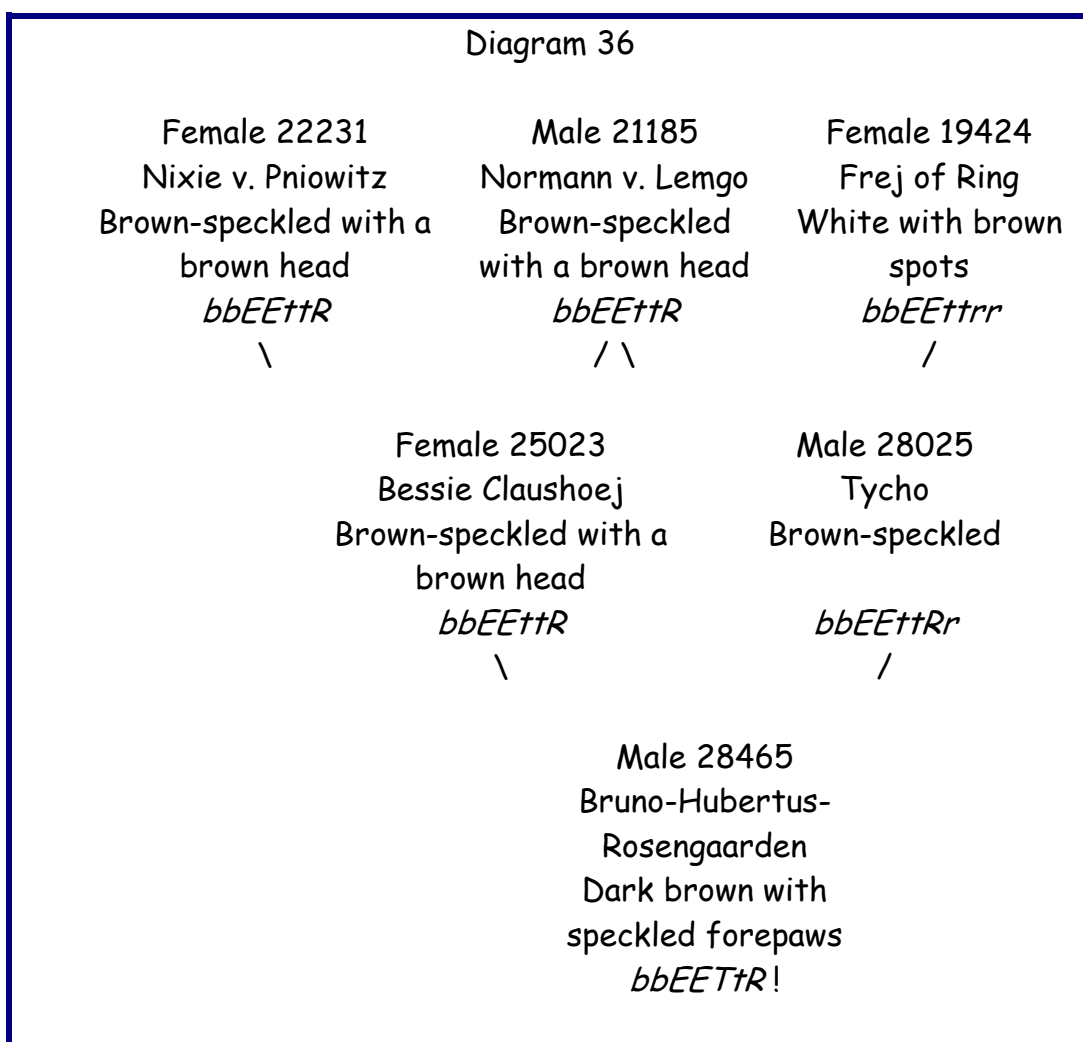 Diagram 36
Female 22231
Nixie v. Pniowitz
Brown-speckled with a
brown head
bbEEttR
\
Male 21185
Normann v. Lemgo
Brown-speckled
with a brown head
bbEEttR
/ \
Female 19424
Frej of Ring
White with brown
spots
bbEEttrr
/
Female 25023
Bessie Claushoej
Brown-speckled with a
brown head
bbEEttR
\
Male 28025
Tycho
Brown-speckled
bbEEttRr
/
Male 28465
Bruno-Hubertus-
Rosengaarden
Dark brown with
speckled forepaws
bbEETtR !